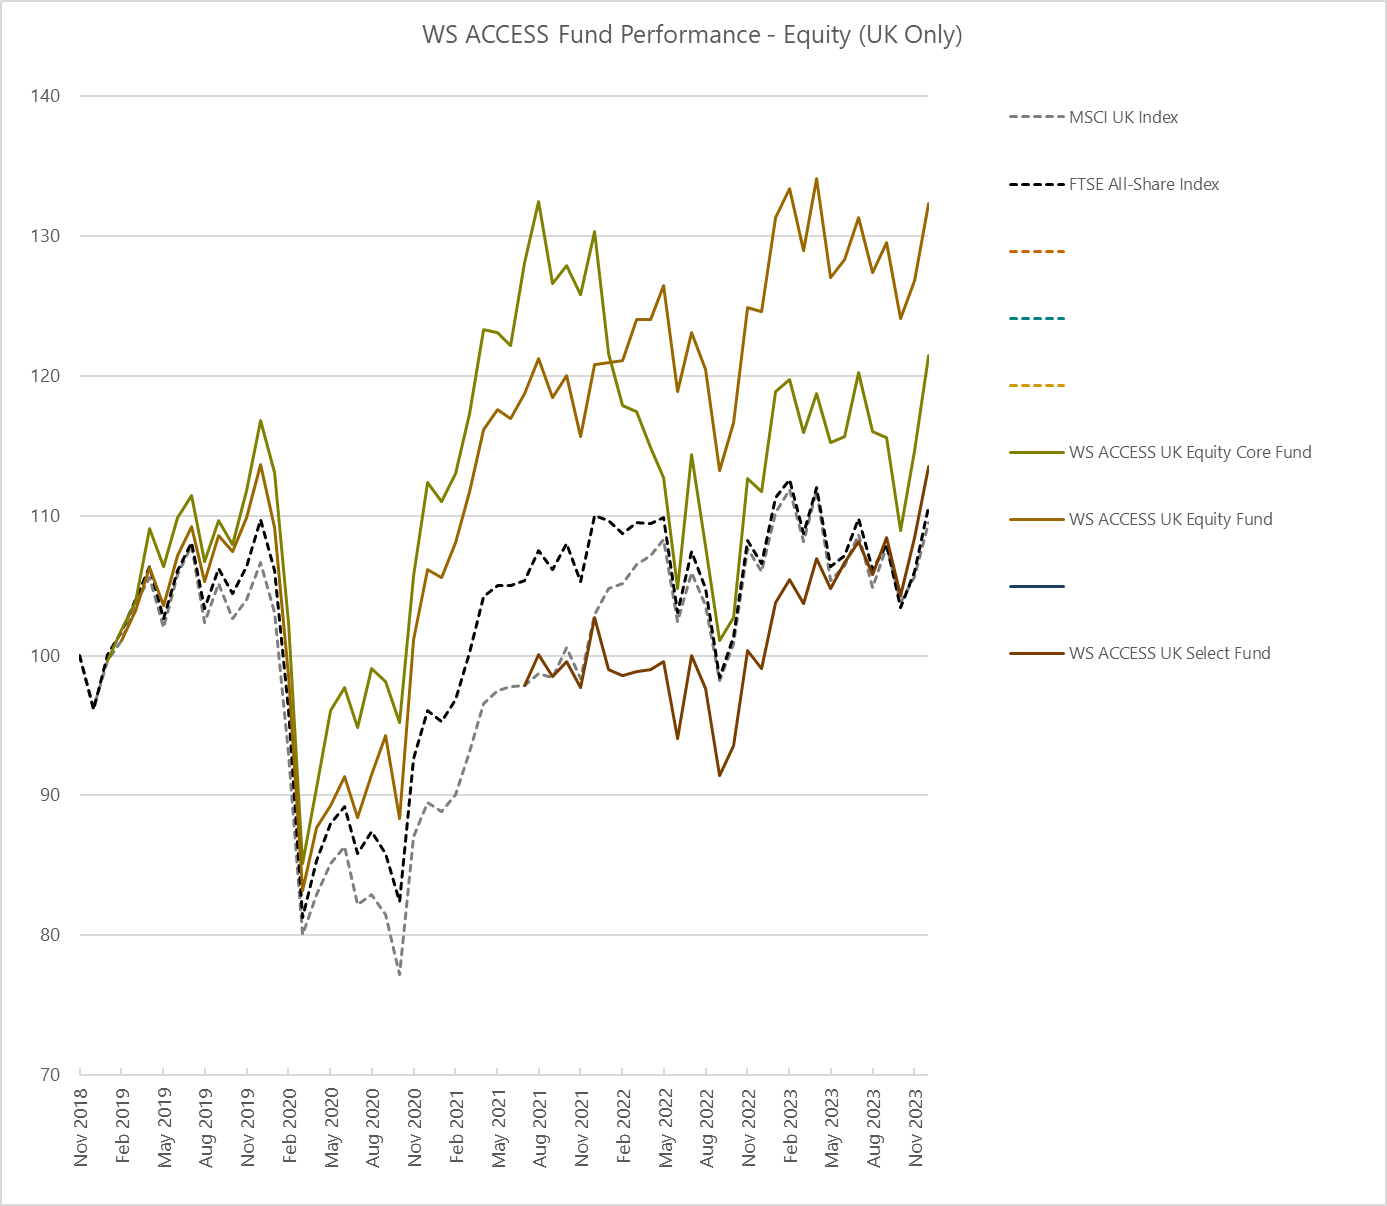 WS ACCESS Fund Performance - Equity (UK Only)
140
130
120
110
100
90
80
70
Nov 2018
Feb 2019
May 2019
Aug 2019
Nov 2019
Feb 2020
May 2020
Aug 2020
Nov 2020
Feb 2021
May 2021
Aug 2021
Nov 2021
Feb 2022
May 2022
Aug 2022
Nov 2022
Feb 2023
May 2023
Aug 2023
Nov 2023
MSCI UK Index
FTSE All-Share Index
WS ACCESS UK Equity Core Fund
WS ACCESS UK Equity Fund
WS ACCESS UK Select Fund